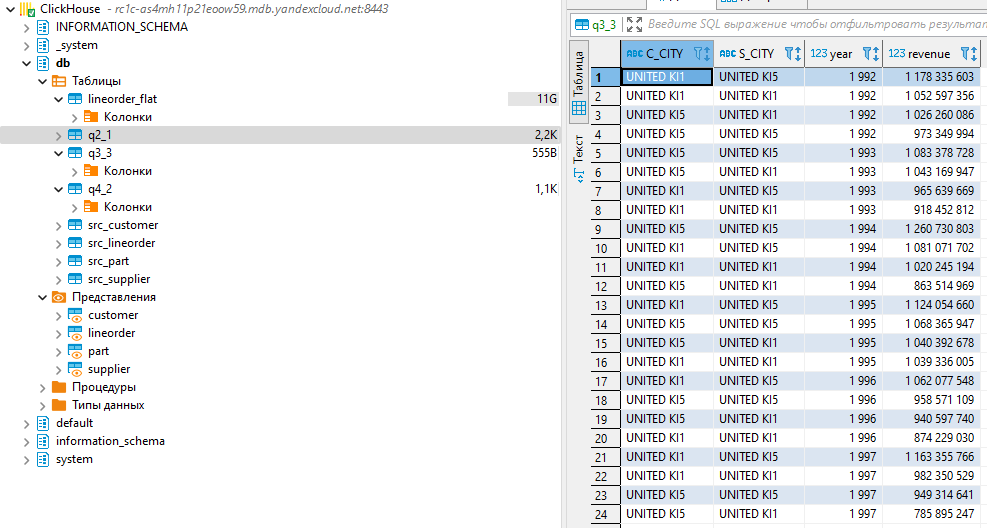 ClickHouse - rc1c-as4mh11p21eoow59.mdb.yandexcloud.net:8443
INFORMATION_SCHEMA
_system
db
Таблицы
lineorder_flat 11G
Колонки
q2_1 2,2K
q3_3 555B
Колонки
q4_2 1,1K
Колонки
src_customer
src_lineorder
src_part
src_supplier
Представления
customer
lineorder
part
supplier
Процедуры
Типы данных
default
information_schema
system
q3_3 Введите SQL выражение чтобы отфильтровать результат
Таблица
Текст
ABC C_CITY ABC S_CITY 123 year 123 revenue
1 UNITED KI1 UNITED KI5 1 992 1 178 335 603
2 UNITED KI1 UNITED KI1 1 992 1 052 597 356
3 UNITED KI5 UNITED KI1 1 992 1 026 260 086
4 UNITED KI5 UNITED KI5 1 992 973 349 994
5 UNITED KI5 UNITED KI5 1 993 1 083 378 728
6 UNITED KI5 UNITED KI1 1 993 1 043 169 947
7 UNITED KI1 UNITED KI5 1 993 965 639 669
8 UNITED KI1 UNITED KI1 1 993 918 452 812
9 UNITED KI5 UNITED KI5 1 994 1 260 730 803
10 UNITED KI5 UNITED KI1 1 994 1 081 071 702
11 UNITED KI1 UNITED KI1 1 994 1 020 245 194
12 UNITED KI1 UNITED KI5 1 994 863 514 969
13 UNITED KI1 UNITED KI5 1 995 1 124 054 660
14 UNITED KI5 UNITED KI5 1 995 1 068 365 947
15 UNITED KI5 UNITED KI1 1 995 1 040 392 678
16 UNITED KI1 UNITED KI1 1 995 1 039 336 005
17 UNITED KI1 UNITED KI5 1 996 1 062 077 548
18 UNITED KI5 UNITED KI5 1 996 958 571 109
19 UNITED KI5 UNITED KI1 1 996 940 597 740
20 UNITED KI1 UNITED KI1 1 996 874 229 030
21 UNITED KI1 UNITED KI5 1 997 1 163 355 766
22 UNITED KI1 UNITED KI1 1 997 982 350 529
23 UNITED KI5 UNITED KI5 1 997 949 314 641
24 UNITED KI5 UNITED KI1 1 997 785 895 247